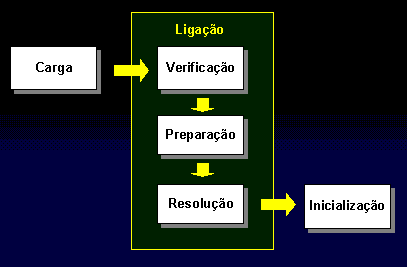 Ligação
Carga
Verificação
Preparação
Resolução
Inicialização